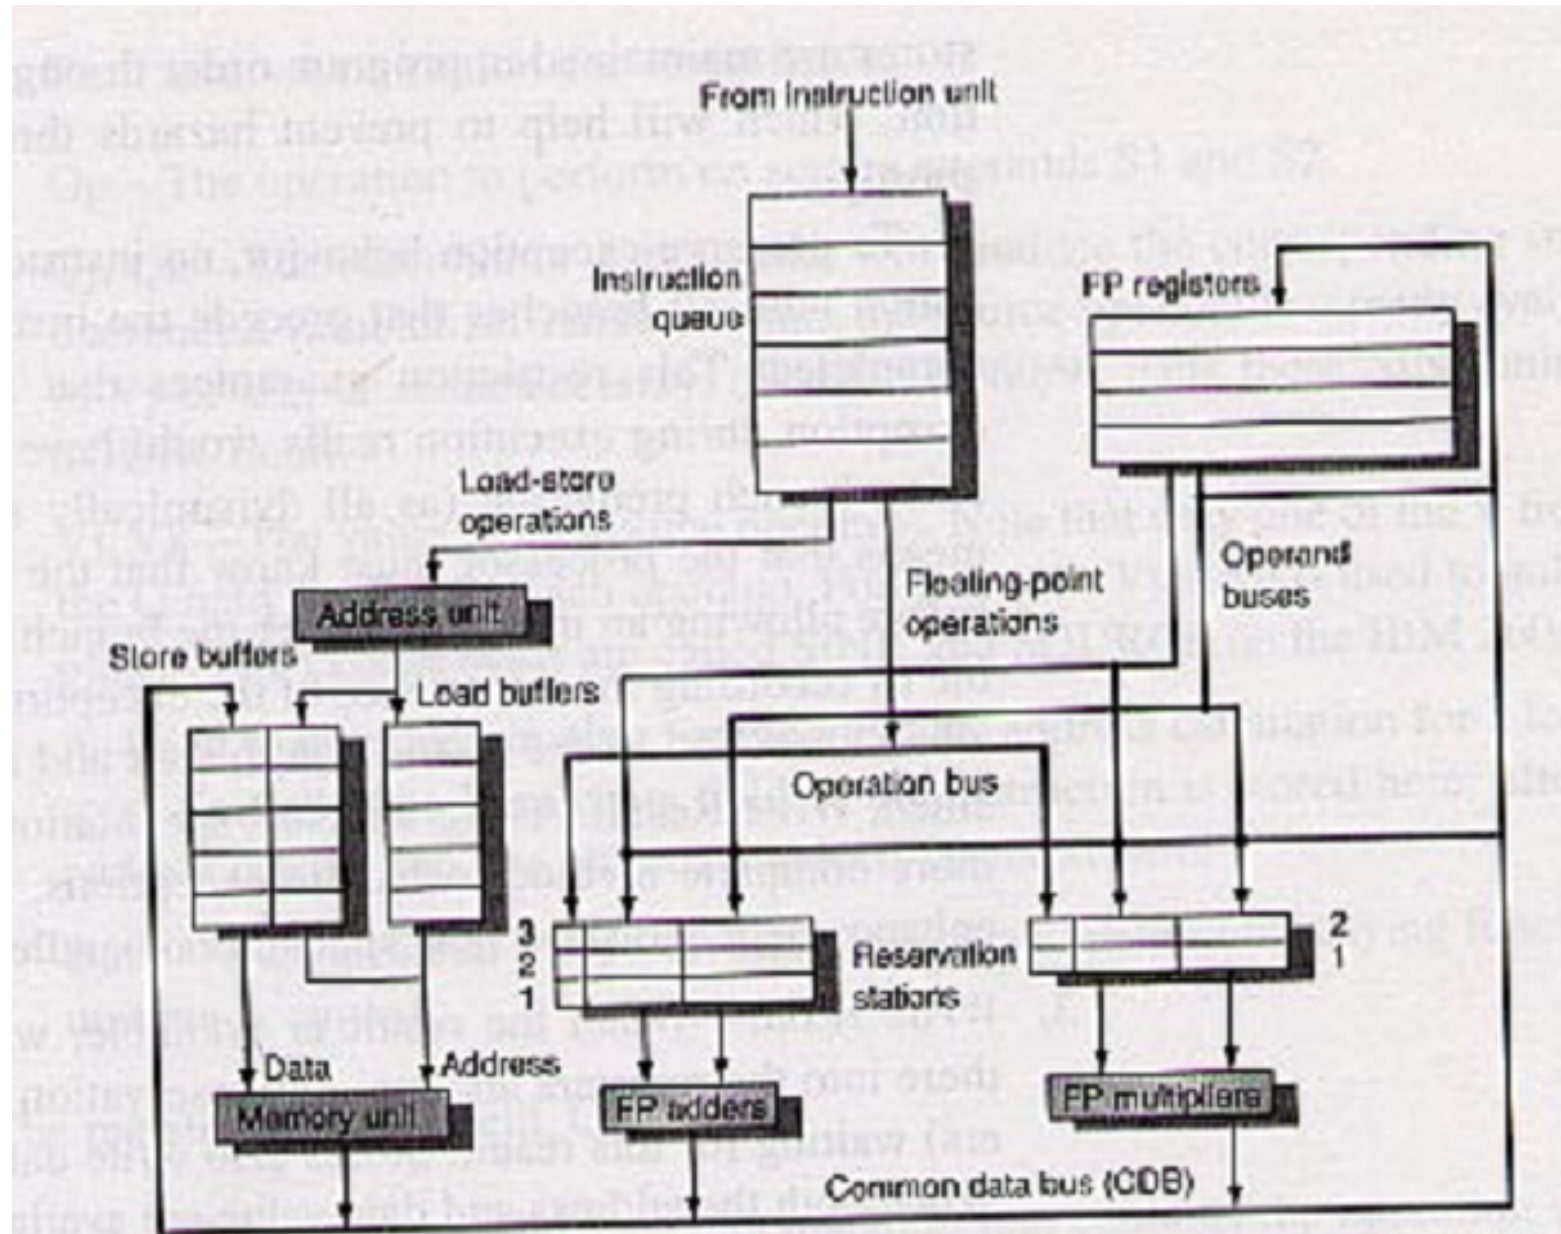 From instruction unit
Instruction
queue
FP registers
Load-store
operations
Operand
buses
Floating-point
operations
Address unit
Store buffers
Load buffers
Operation bus
3
2
1
Reservation
stations
2
1
Data
Address
Memory unit
FP adders
FP multipliers
Common data bus (CDB)